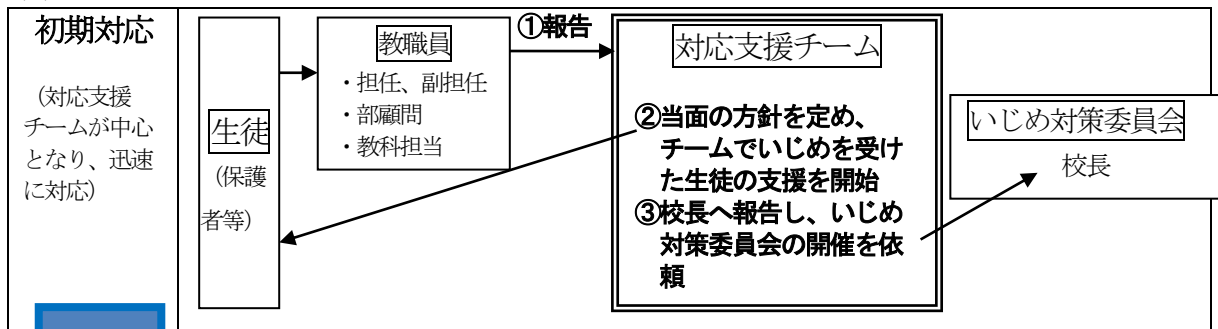 初期対応
（対応支援
チームが中心
となり、迅速
に対応）
生徒
（保護
者等）
教職員
・担任、副担任
・部顧問
・教科担当
①報告
対応支援チーム
②当面の方針を定め、
チームでいじめを受け
た生徒の支援を開始
③校長へ報告し、いじめ
対策委員会の開催を依
頼
いじめ対策委員会
校長